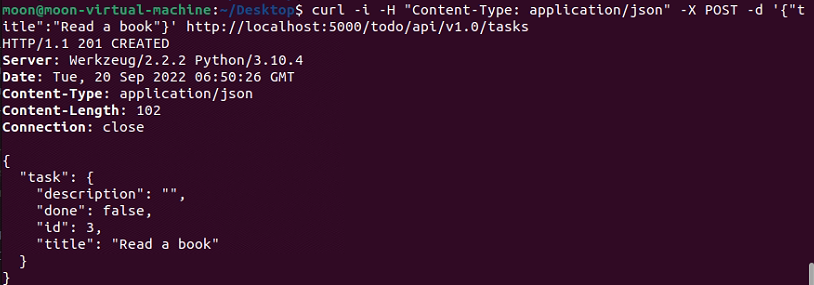 moon@moon-virtual-machine:~/Desktop$ curl -i -H "Content-Type: application/json" -X POST -d '{"t
itle":"Read a book"}' http://localhost:5000/todo/api/v1.0/tasks
HTTP/1.1 201 CREATED
Server: Werkzeug/2.2.2 Python/3.10.4
Date: Tue, 20 Sep 2022 06:50:26 GMT
Content-Type: application/json
Content-Length: 102
Connection: close

{
  "task": {
    "description": "",
    "done": false,
    "id": 3,
    "title": "Read a book"
  }
}